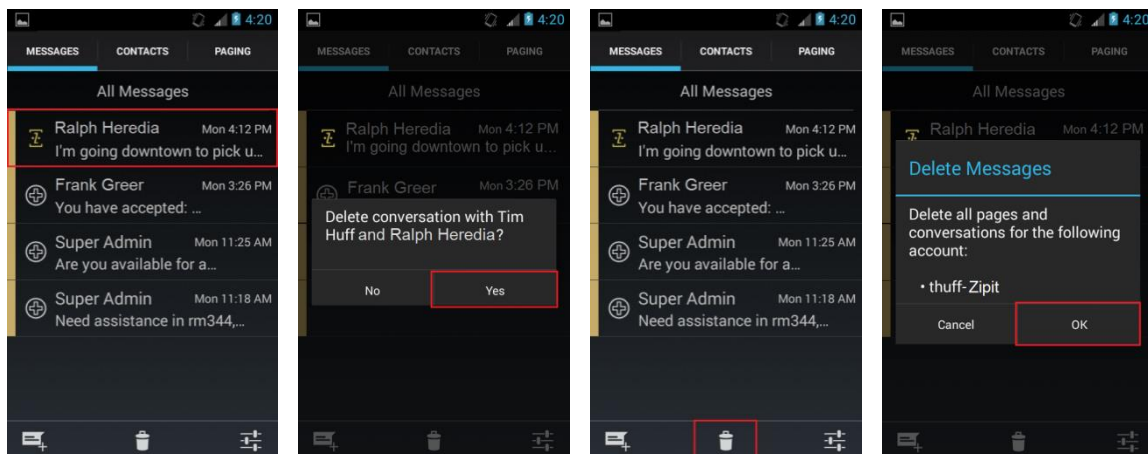 4:20
MESSAGES CONTACTS PAGING
All Messages
Ralph Heredia Mon 4:12 PM
I'm going downtown to pick u...
Frank Greer Mon 3:26 PM
You have accepted: ...
Super Admin Mon 11:25 AM
Are you available for a...
Super Admin Mon 11:18 AM
Need assistance in rm344,...
4:20
MESSAGES CONTACTS PAGING
All Messages
Ralph Heredia Mon 4:12 PM
I'm going downtown to pick u...
Frank Greer Mon 3:26 PM
Delete conversation with Tim
Huff and Ralph Heredia?
No Yes
4:20
MESSAGES CONTACTS PAGING
All Messages
Ralph Heredia Mon 4:12 PM
I'm going downtown to pick u...
Frank Greer Mon 3:26 PM
You have accepted: ...
Super Admin Mon 11:25 AM
Are you available for a...
Super Admin Mon 11:18 AM
Need assistance in rm344,...
4:20
MESSAGES CONTACTS PAGING
All Messages
Ralph Heredia Mon 4:12 PM
Delete Messages
Delete all pages and
conversations for the following
account:
• thuff-Zipit
Cancel OK